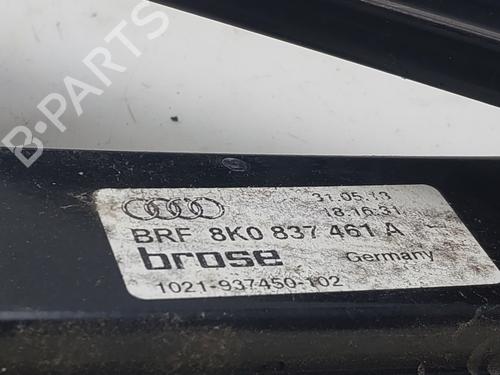 B-PARTS
31.05.13
18:16:31
BRF 8K0 837 461 A
brose Germany
1021-937450-102